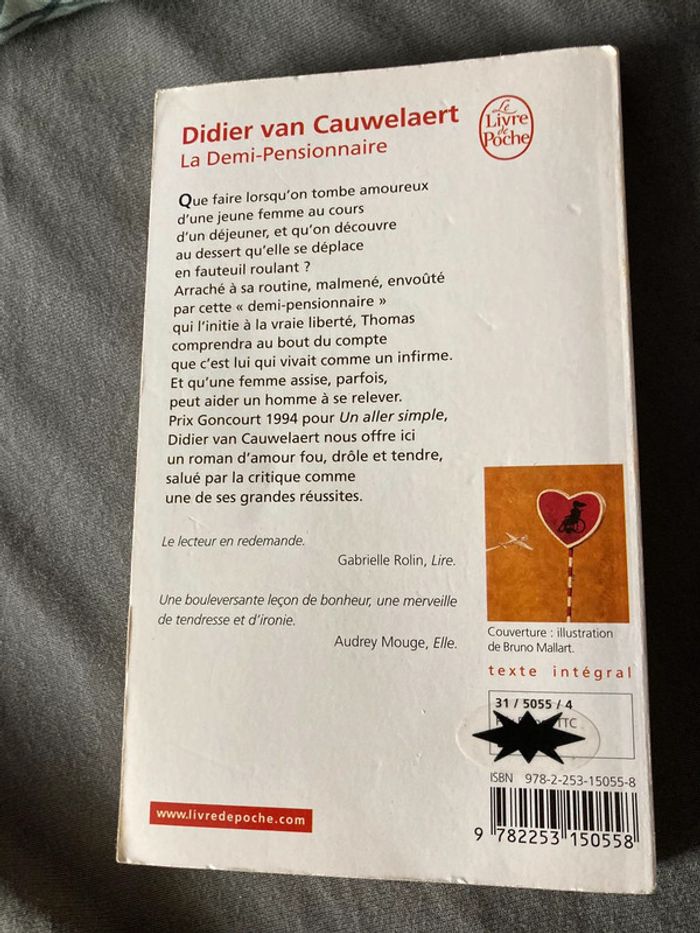 Didier van Cauwelaert
La Demi-Pensionnaire
Le
Livre
de
Poche
Que faire lorsqu'on tombe amoureux
d'une jeune femme au cours
d'un déjeuner, et qu'on découvre
au dessert qu'elle se déplace
en fauteuil roulant ?
Arraché à sa routine, malmené, envoûté
par cette « demi-pensionnaire »
qui l'initie à la vraie liberté, Thomas
comprendra au bout du compte
que c'est lui qui vivait comme un infirme.
Et qu'une femme assise, parfois,
peut aider un homme à se relever.
Prix Goncourt 1994 pour Un aller simple,
Didier van Cauwelaert nous offre ici
un roman d'amour fou, drôle et tendre,
salué par la critique comme
une de ses grandes réussites.
Le lecteur en redemande.
Gabrielle Rolin, Lire.
Une bouleversante leçon de bonheur, une merveille
de tendresse et d'ironie.
Audrey Mouge, Elle.
Couverture : illustration
de Bruno Mallart.
texte intégral
31 / 5055 / 4
TTC
ISBN 978-2-253-15055-8
9 782253 150558
www.livredepoche.com